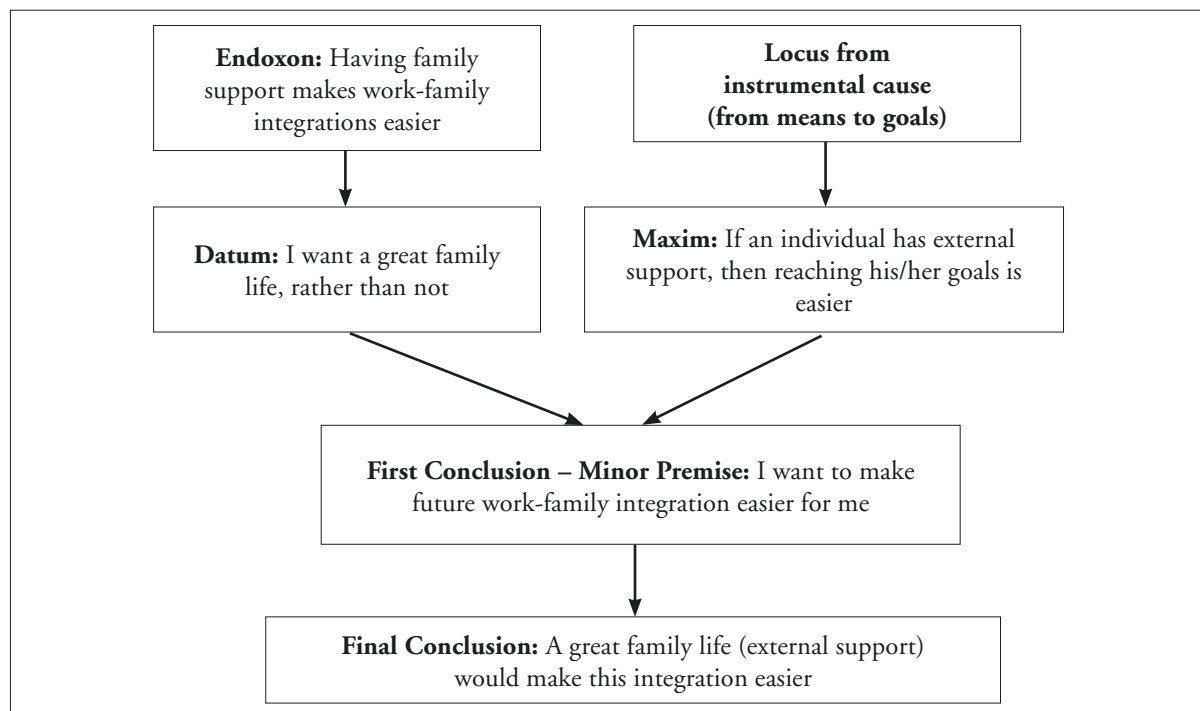 Endoxon: Having family
support makes work-family
integrations easier
Locus from
instrumental cause
(from means to goals)
Datum: I want a great family
life, rather than not
Maxim: If an individual has external
support, then reaching his/her goals is
easier
First Conclusion – Minor Premise: I want to make
future work-family integration easier for me
Final Conclusion: A great family life (external support)
would make this integration easier